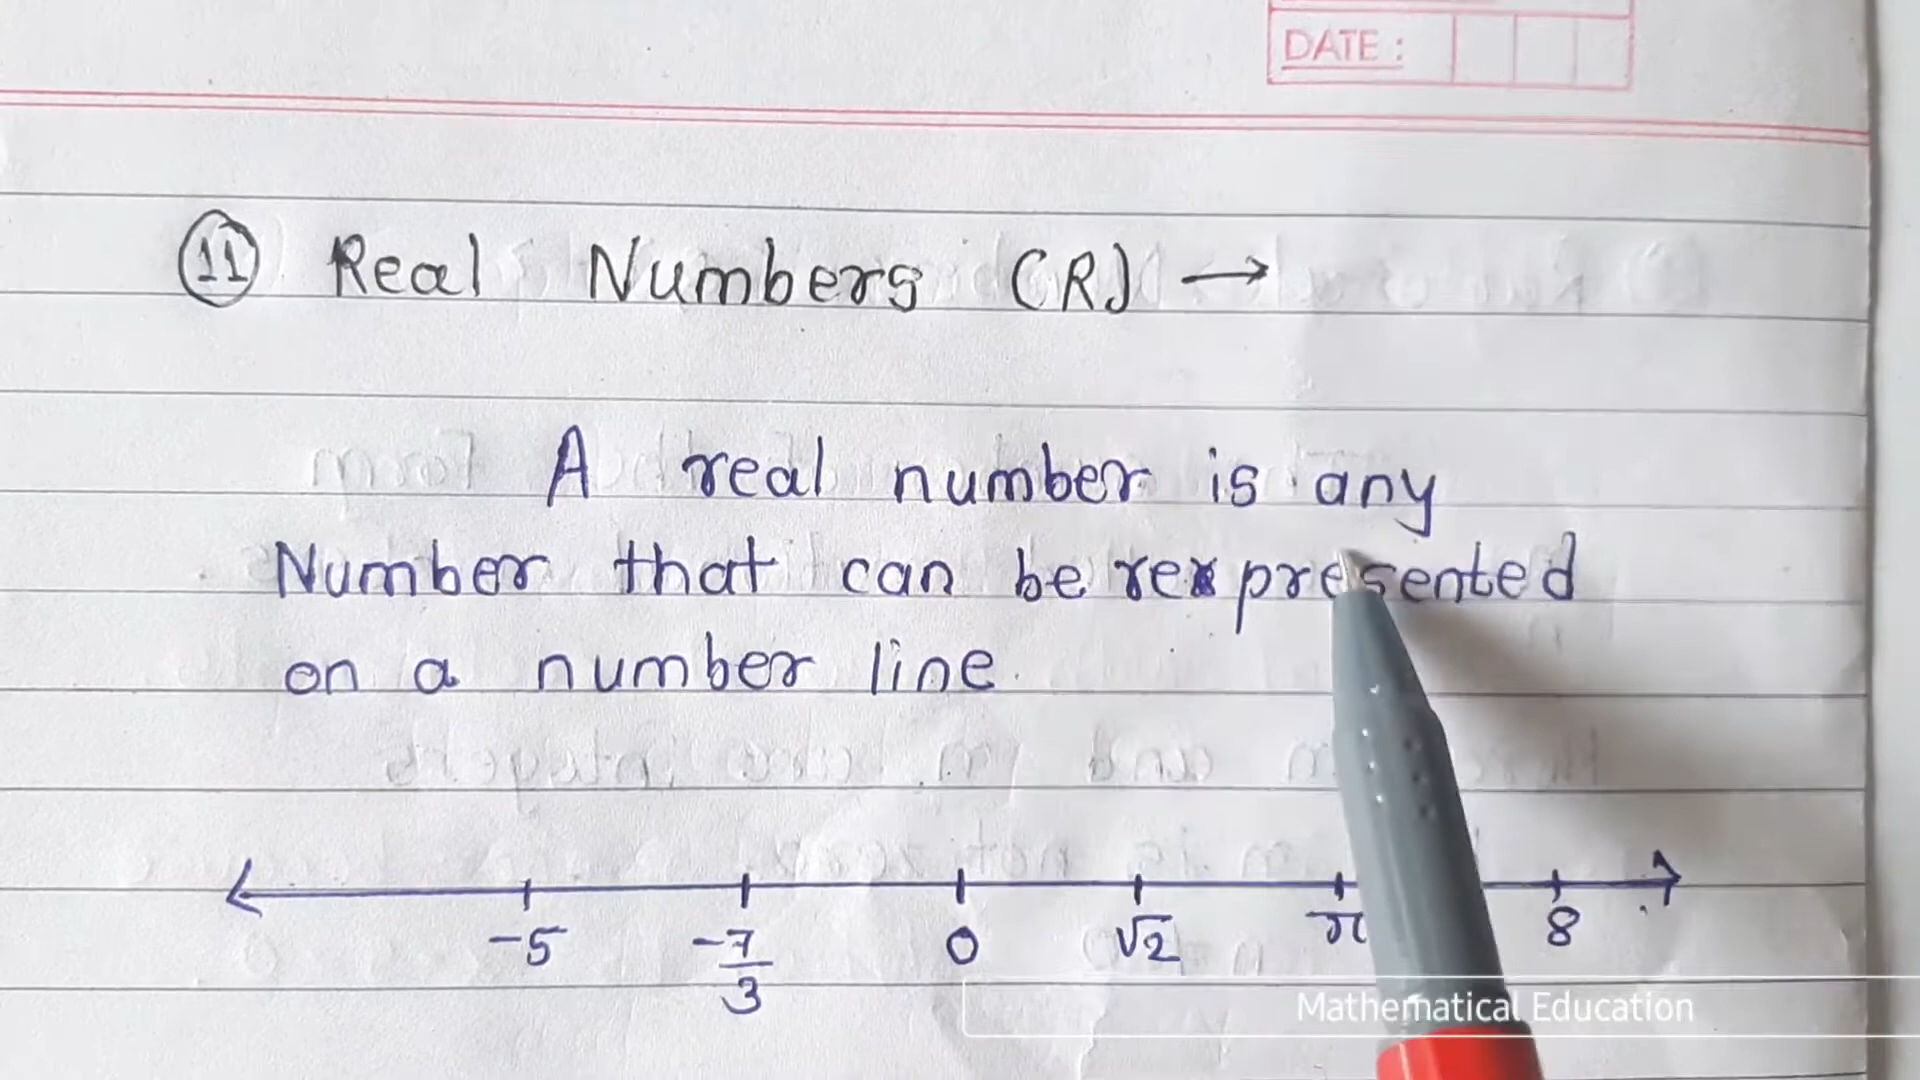 DATE :
11 Real Numbers (R) →
A real number is any
Number that can be represented
on a number line.
-5 -7/3 0 √2 π 8
Mathematical Education